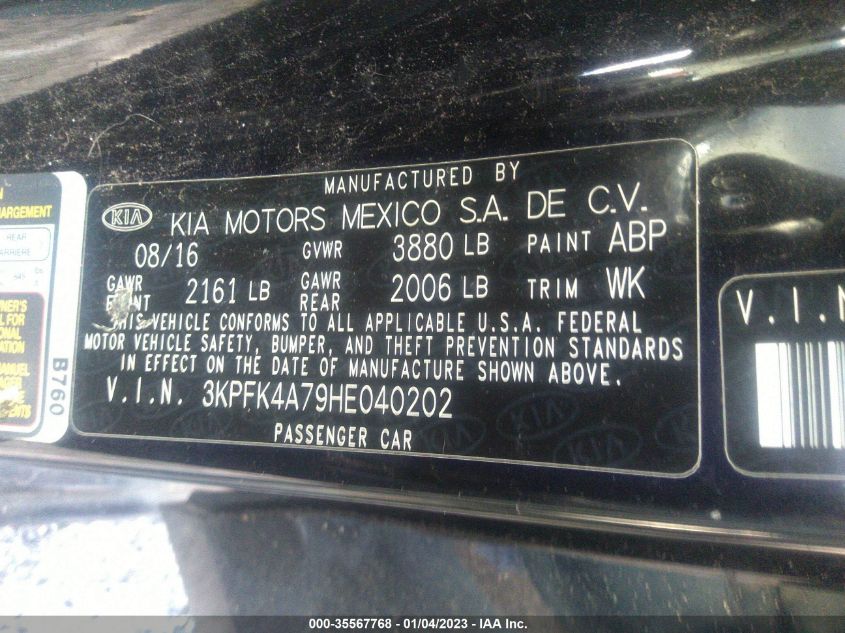 MANUFACTURED BY
KIA KIA MOTORS MEXICO S.A. DE C.V.
08/16 GVWR 3880 LB PAINT ABP
GAWR FRONT 2161 LB GAWR REAR 2006 LB TRIM WK
THIS VEHICLE CONFORMS TO ALL APPLICABLE U.S.A. FEDERAL
MOTOR VEHICLE SAFETY, BUMPER, AND THEFT PREVENTION STANDARDS
IN EFFECT ON THE DATE OF MANUFACTURE SHOWN ABOVE.
V.I.N. 3KPFK4A79HE040202
PASSENGER CAR
REAR
B760
V.I.N
000-35567768 - 01/04/2023 - IAA Inc.